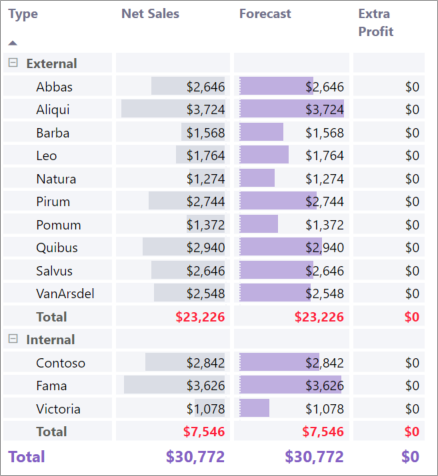 Type Net Sales Forecast Extra
Profit
External
Abbas $2,646 $2,646 $0
Aliqui $3,724 $3,724 $0
Barba $1,568 $1,568 $0
Leo $1,764 $1,764 $0
Natura $1,274 $1,274 $0
Pirum $2,744 $2,744 $0
Pomum $1,372 $1,372 $0
Quibus $2,940 $2,940 $0
Salvus $2,646 $2,646 $0
VanArsdel $2,548 $2,548 $0
Total $23,226 $23,226 $0
Internal
Contoso $2,842 $2,842 $0
Fama $3,626 $3,626 $0
Victoria $1,078 $1,078 $0
Total $7,546 $7,546 $0
Total $30,772 $30,772 $0